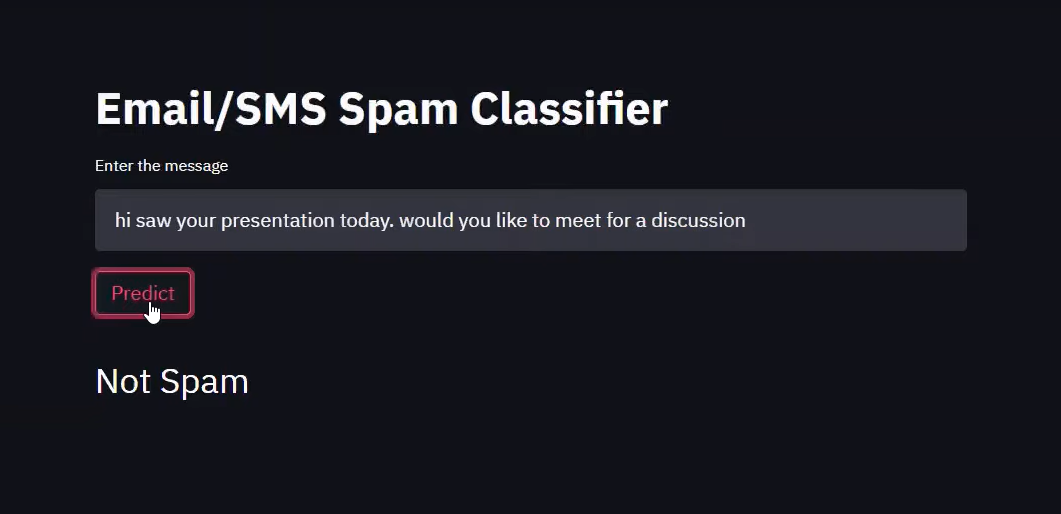 Email/SMS Spam Classifier
Enter the message
hi saw your presentation today. would you like to meet for a discussion
Predict
Not Spam